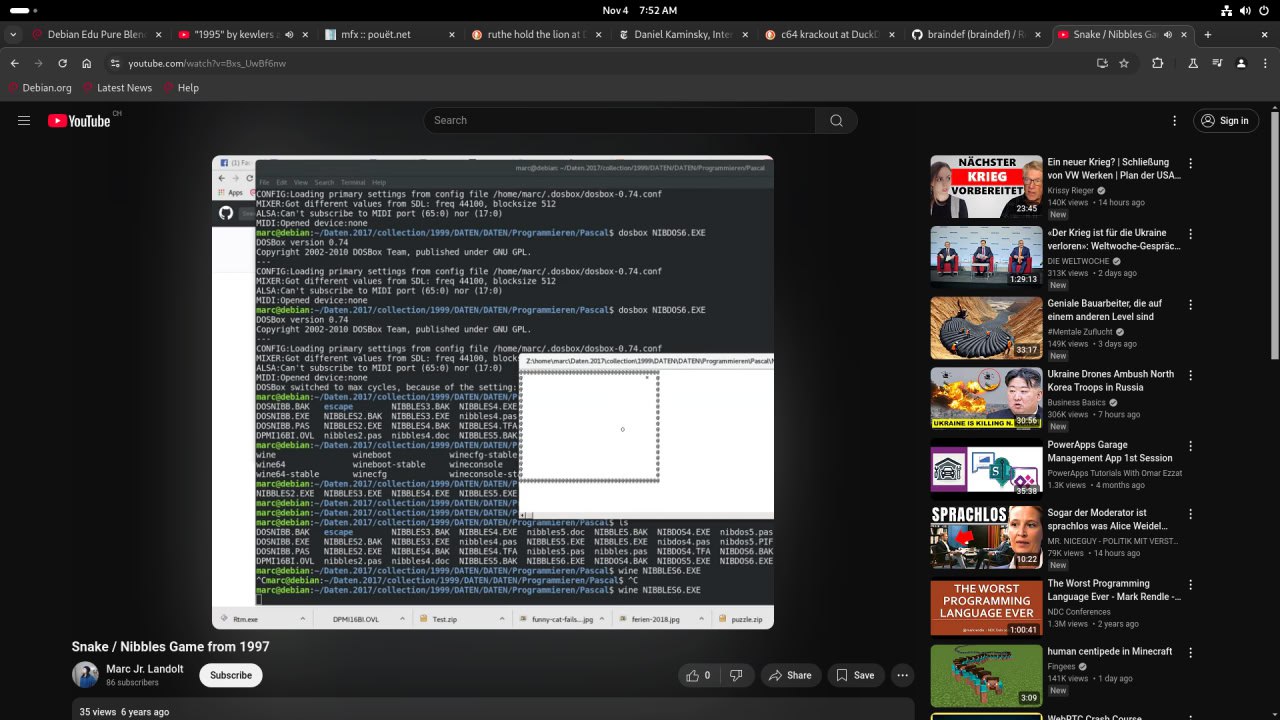 Nov 4 7:52 AM
Debian Edu Pure Blen
"1995" by kewlers a
mfx :: pouët.net
ruthe hold the lion at D
Daniel Kaminsky, Inter
c64 krackout at DuckD
braindef (braindef) / R
Snake / Nibbles Ga
youtube.com/watch?v=Bxs_UwBf6nw
Debian.org
Latest News
Help
YouTube CH
Search
Sign in
(1) Fa
marc@debian: ~/Daten.2017/collection/1999/DATEN/DATEN/Programmieren/Pascal
Apps
File Edit View Search Terminal Help
CONFIG:Loading primary settings from config file /home/marc/.dosbox/dosbox-0.74.conf
MIXER:Got different values from SDL: freq 44100, blocksize 512
ALSA:Can't subscribe to MIDI port (65:0) nor (17:0)
MIDI:Opened device:none
marc@debian:~/Daten.2017/collection/1999/DATEN/DATEN/Programmieren/Pascal$ dosbox NIBDOS6.EXE
DOSBox version 0.74
Copyright 2002-2010 DOSBox Team, published under GNU GPL.
---
CONFIG:Loading primary settings from config file /home/marc/.dosbox/dosbox-0.74.conf
MIXER:Got different values from SDL: freq 44100, blocksize 512
ALSA:Can't subscribe to MIDI port (65:0) nor (17:0)
MIDI:Opened device:none
marc@debian:~/Daten.2017/collection/1999/DATEN/DATEN/Programmieren/Pascal$ dosbox NIBDOS6.EXE
DOSBox version 0.74
Copyright 2002-2010 DOSBox Team, published under GNU GPL.
---
CONFIG:Loading primary settings from config file /home/marc/.dosbox/dosbox-0.74.conf
MIXER:Got different values from SDL: freq 44100, block
ALSA:Can't subscribe to MIDI port (65:0) nor (17:0)
MIDI:Opened device:none
DOSBox switched to max cycles, because of the setting:
Z:\home\marc\Daten.2017\collection\1999\DATEN\DATEN\Programmieren\Pascal\
marc@debian:~/Daten.2017/collection/1999/DATEN/DATEN/P
DOSNIBB.BAK escape NIBBLES3.BAK NIBBLES4.EXE
DOSNIBB.EXE NIBBLES2.BAK NIBBLES3.EXE nibbles4.pas
DOSNIBB.PAS NIBBLES2.EXE NIBBLES4.BAK NIBBLES4.TFA
DPMI16BI.OVL nibbles2.pas nibbles4.doc NIBBLES5.BAK
marc@debian:~/Daten.2017/collection/1999/DATEN/DATEN/P
wine wineboot winecfg-stable
wine64 wineboot-stable wineconsole
wine64-stable winecfg wineconsole-st
marc@debian:~/Daten.2017/collection/1999/DATEN/DATEN/P
NIBBLES2.EXE NIBBLES3.EXE NIBBLES4.EXE NIBBLES5.EXE
marc@debian:~/Daten.2017/collection/1999/DATEN/DATEN/P
marc@debian:~/Daten.2017/collection/1999/DATEN/DATEN/P
marc@debian:~/Daten.2017/collection/1999/DATEN/DATEN/Programmieren/Pascal$ ls
DOSNIBB.BAK escape NIBBLES3.BAK NIBBLES4.EXE nibbles5.doc NIBBLES.BAK NIBDOS4.EXE nibdos5.pas
DOSNIBB.EXE NIBBLES2.BAK NIBBLES3.EXE nibbles4.pas NIBBLES5.EXE NIBBLES.EXE nibdos4.pas NIBDOS5.PIF
DOSNIBB.PAS NIBBLES2.EXE NIBBLES4.BAK NIBBLES4.TFA nibbles5.pas nibbles.pas NIBDOS4.TFA NIBDOS6.BAK
DPMI16BI.OVL nibbles2.pas nibbles4.doc NIBBLES5.BAK NIBBLES6.EXE NIBDOS4.BAK NIBDOS5.EXE NIBDOS6.EXE
marc@debian:~/Daten.2017/collection/1999/DATEN/DATEN/Programmieren/Pascal$ wine NIBBLES6.EXE
^Cmarc@debian:~/Daten.2017/collection/1999/DATEN/DATEN/Programmieren/Pascal$ ^C
marc@debian:~/Daten.2017/collection/1999/DATEN/DATEN/Programmieren/Pascal$ wine NIBBLES6.EXE
Rtm.exe
DPMI16BI.OVL
Test.zip
funny-cat-fails....jpg
ferien-2018.jpg
puzzle.zip
Snake / Nibbles Game from 1997
Marc Jr. Landolt
86 subscribers
Subscribe
0
Share
Save
35 views 6 years ago
NÄCHSTER
KRIEG
VORBEREITET
23:45
Ein neuer Krieg? | Schließung
von VW Werken | Plan der USA...
Krissy Rieger
140K views • 14 hours ago
New
1:29:13
«Der Krieg ist für die Ukraine
verloren»: Weltwoche-Gespräc...
DIE WELTWOCHE
313K views • 2 days ago
New
33:17
Geniale Bauarbeiter, die auf
einem anderen Level sind
#Mentale Zuflucht
149K views • 3 days ago
New
UKRAINE IS KILLING N.
30:56
Ukraine Drones Ambush North
Korea Troops in Russia
Business Basics
306K views • 7 hours ago
New
35:38
PowerApps Garage
Management App 1st Session
PowerApps Tutorials With Omar Ezzat
1.3K views • 4 months ago
SPRACHLOS
10:22
Sogar der Moderator ist
sprachlos was Alice Weidel...
MR. NICEGUY - POLITIK MIT VERST...
79K views • 14 hours ago
New
THE WORST
PROGRAMMING
LANGUAGE EVER
1:00:41
The Worst Programming
Language Ever - Mark Rendle -...
NDC Conferences
1.3M views • 2 years ago
3:09
human centipede in Minecraft
Fingees
141K views • 1 day ago
New
WebRTC Crash Course